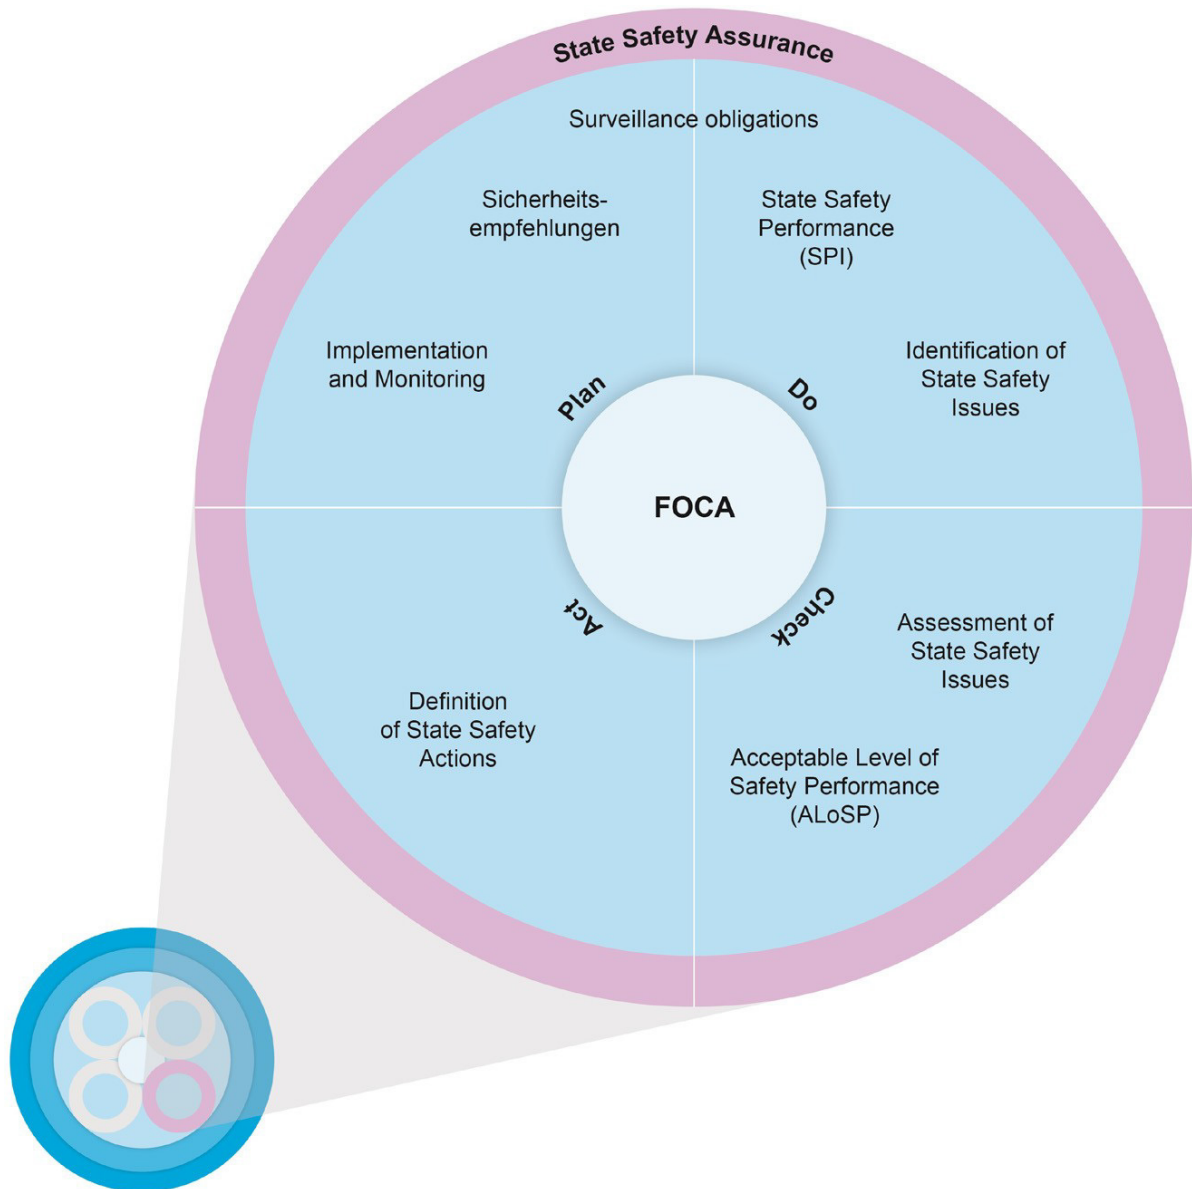 State Safety Assurance
Surveillance obligations
Sicherheits-
empfehlungen
State Safety
Performance
(SPI)
Implementation
and Monitoring
Identification of
State Safety
Issues
Plan
Do
FOCA
Act
Check
Assessment of
State Safety
Issues
Definition
of State Safety
Actions
Acceptable Level of
Safety Performance
(ALoSP)